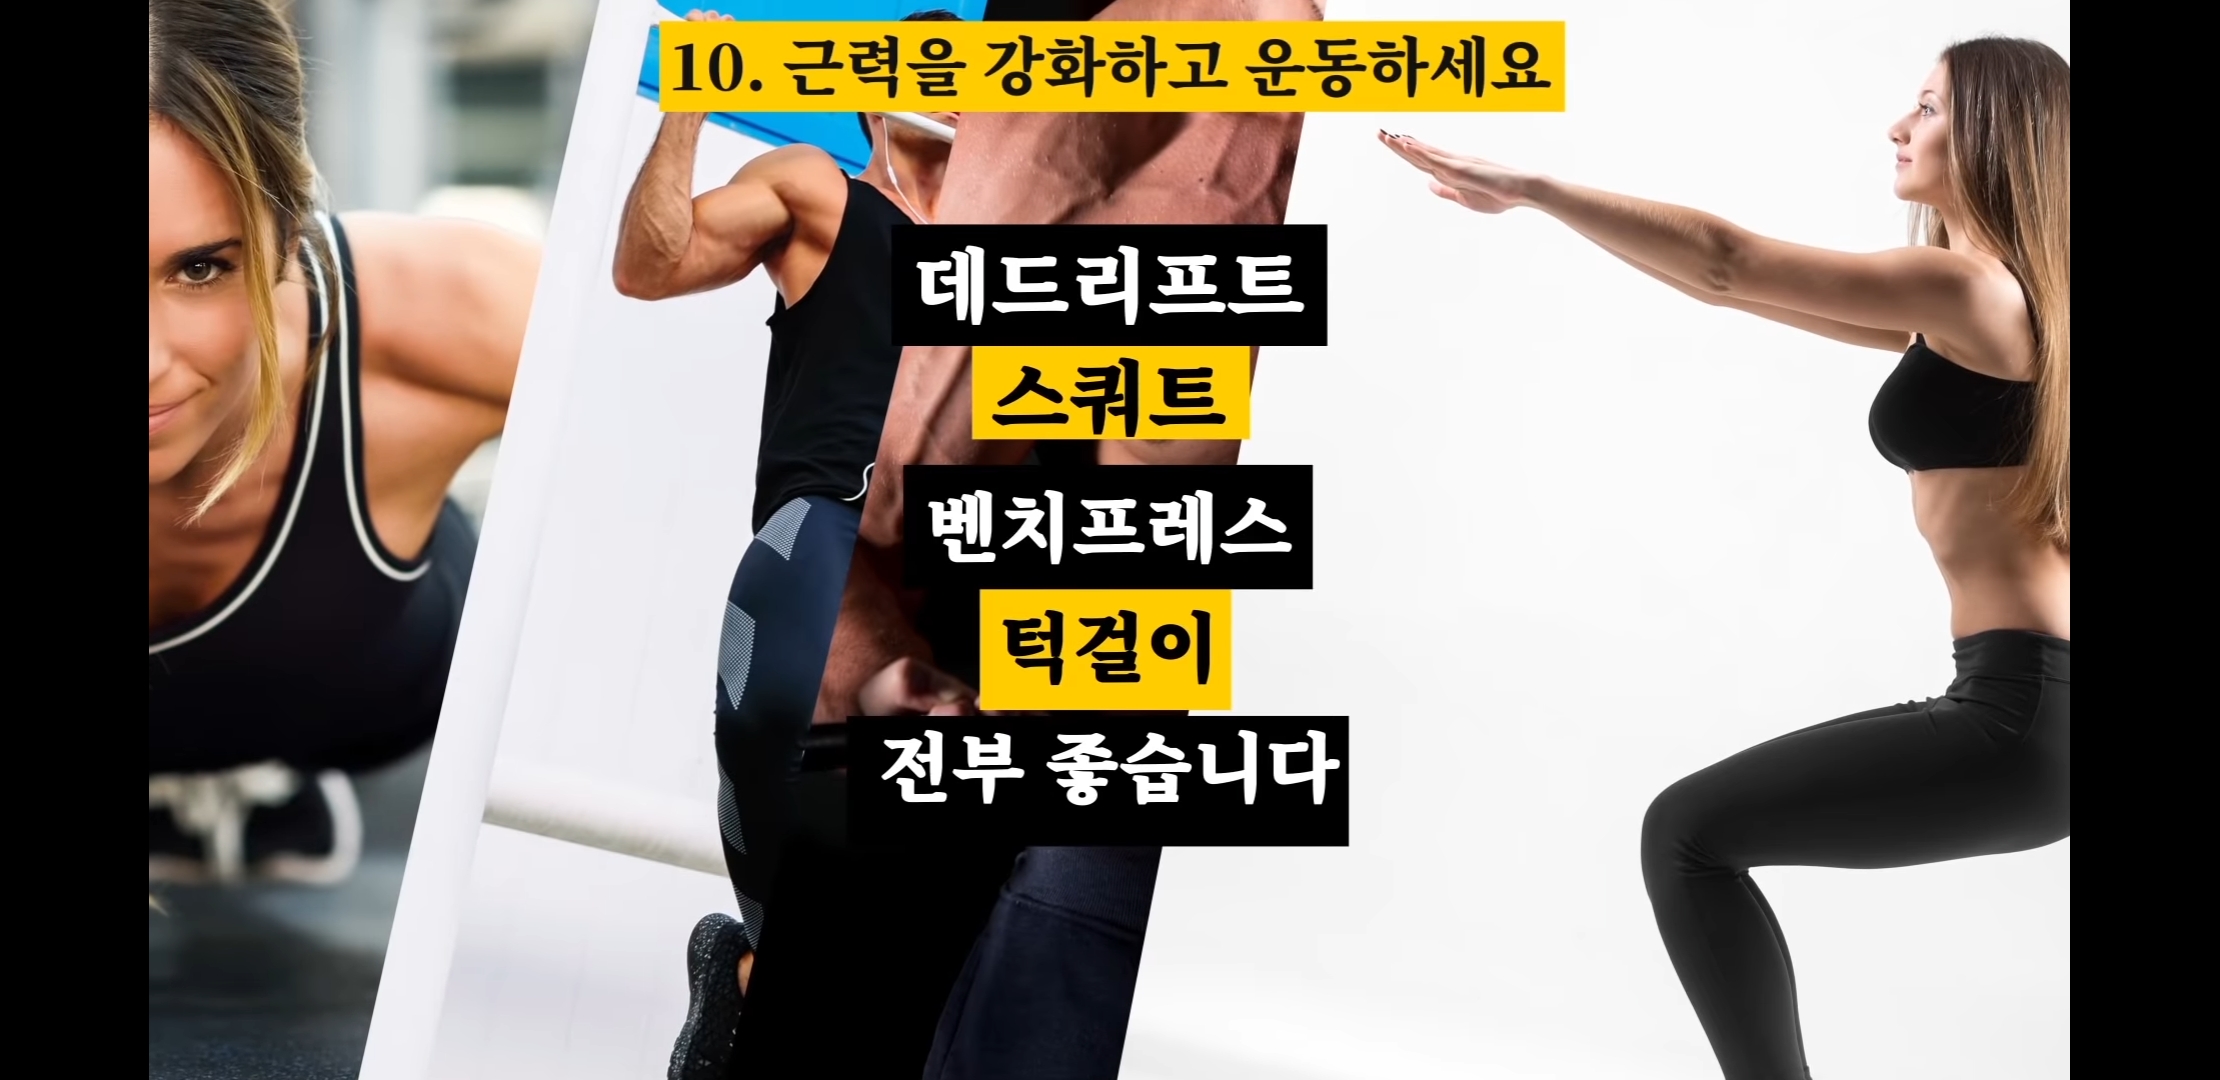 10. 근력을 강화하고 운동하세요
데드리프트
스쿼트
벤치프레스
턱걸이
전부 좋습니다